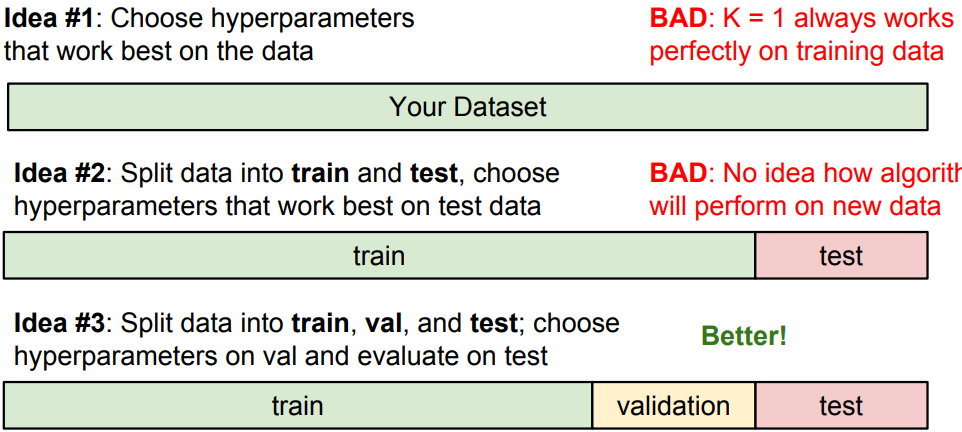 Idea #1: Choose hyperparameters
that work best on the data
BAD: K = 1 always works
perfectly on training data
Your Dataset
Idea #2: Split data into train and test, choose
hyperparameters that work best on test data
BAD: No idea how algorith
will perform on new data
train
test
Idea #3: Split data into train, val, and test; choose
hyperparameters on val and evaluate on test
Better!
train
validation
test